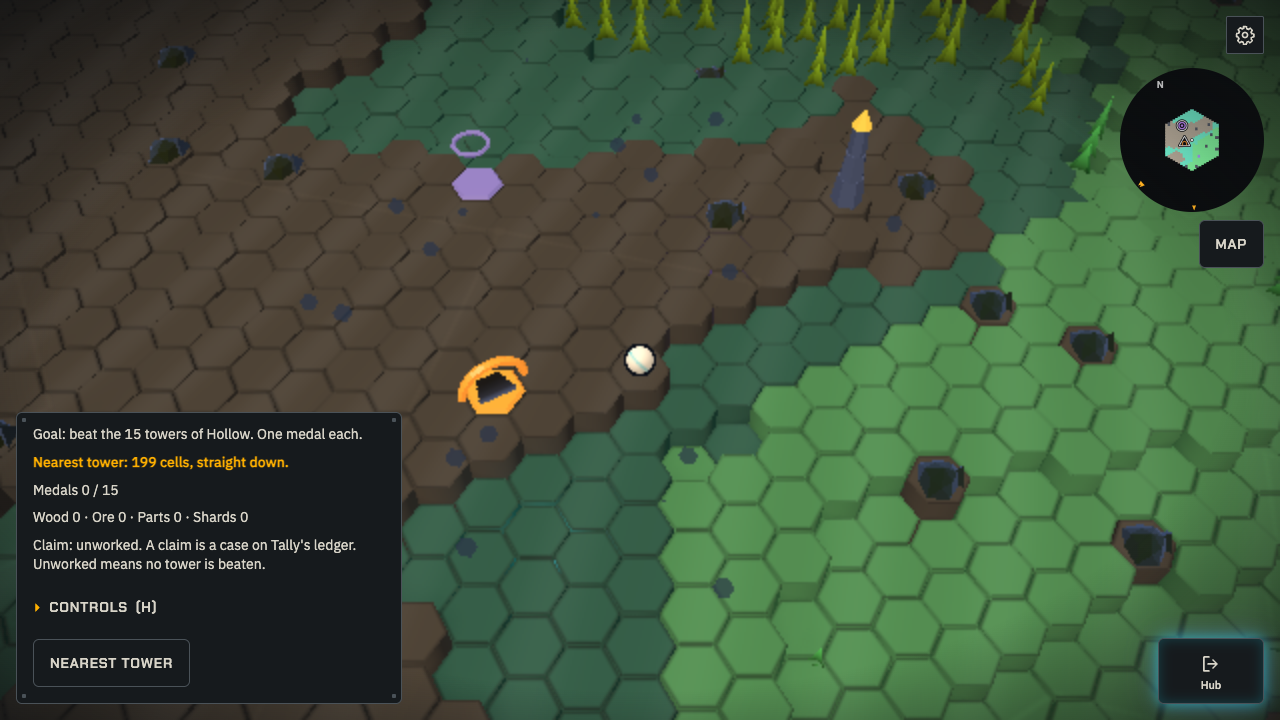 N
MAP
Goal: beat the 15 towers of Hollow. One medal each.
Nearest tower: 199 cells, straight down.
Medals 0 / 15
Wood 0 · Ore 0 · Parts 0 · Shards 0
Claim: unworked. A claim is a case on Tally's ledger.
Unworked means no tower is beaten.
CONTROLS (H)
NEAREST TOWER
Hub